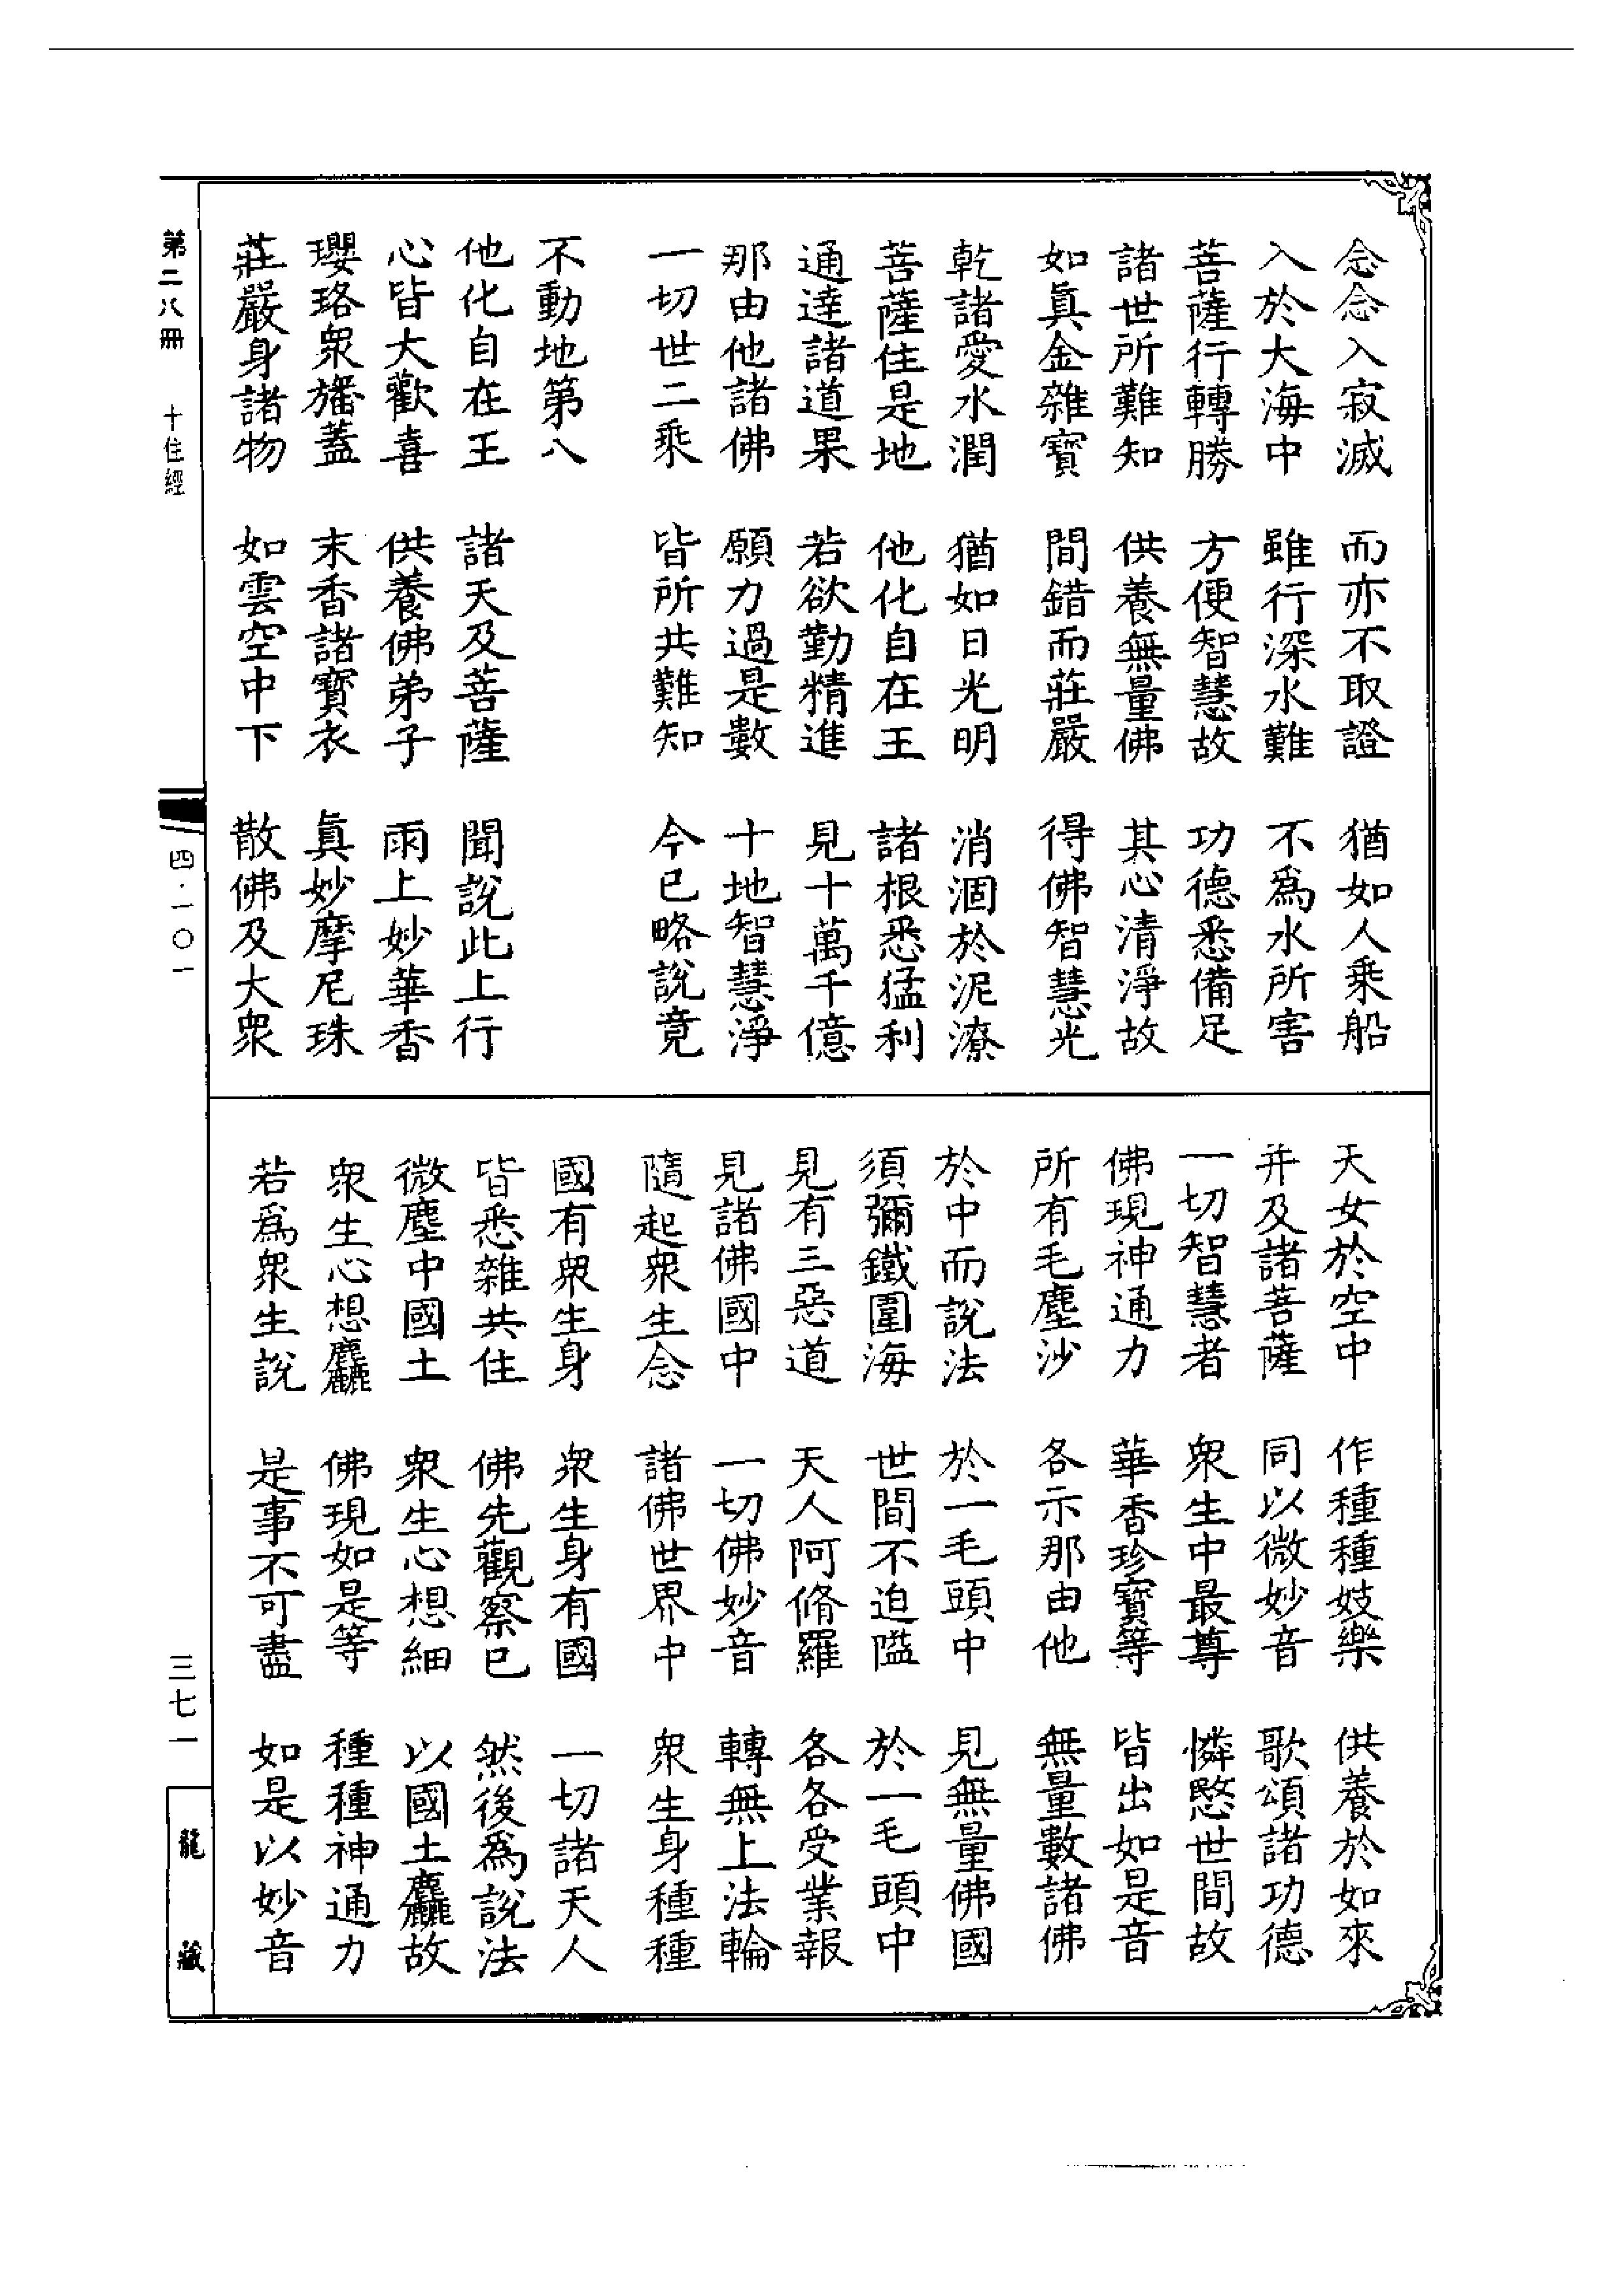 念念入寂滅　而亦不取證　猶如人乘船
入於大海中　雖行深水難　不爲水所害
菩薩行轉勝　方便智慧故　功德悉備足
諸世所難知　供養無量佛　其心清淨故
如眞金雜寶　間錯而莊嚴　得佛智慧光
乾諸愛水潤　猶如日光明　消涸於泥潦
菩薩住是地　他化自在王　諸根悉猛利
通達諸道果　若欲勤精進　見十萬千億
那由他諸佛　願力過是數　十地智慧淨
一切世二乘　皆所共難知　今已略說竟
不動地第八
他化自在王　諸天及菩薩　聞說此上行
心皆大歡喜　供養佛弟子　雨上妙華香
瓔珞衆旛蓋　末香諸寶衣　眞妙摩尼珠
莊嚴身諸物　如雲空中下　散佛及大衆
天女於空中　作種種妓樂　供養於如來
并及諸菩薩　同以微妙音　歌頌諸功德
一切智慧者　衆生中最尊　憐愍世間故
佛現神通力　華香珍寶等　皆出如是音
所有毛塵沙　各示那由他　無量數諸佛
於中而說法　於一毛頭中　見無量佛國
須彌鐵圍海　世間不迫隘　於一毛頭中
見有三惡道　天人阿脩羅　各各受業報
見諸佛國中　一切佛妙音　轉無上法輪
隨起衆生念　諸佛世界中　衆生身種種
國有衆生身　衆生身有國　一切諸天人
皆悉雜共住　佛先觀察已　然後爲說法
微塵中國土　衆生心想細　以國土麤故
衆生心想麤　佛現如是等　種種神通力
若爲衆生說　是事不可盡　如是以妙音
第二八冊　十住經
四·一〇一
三七一
龍藏